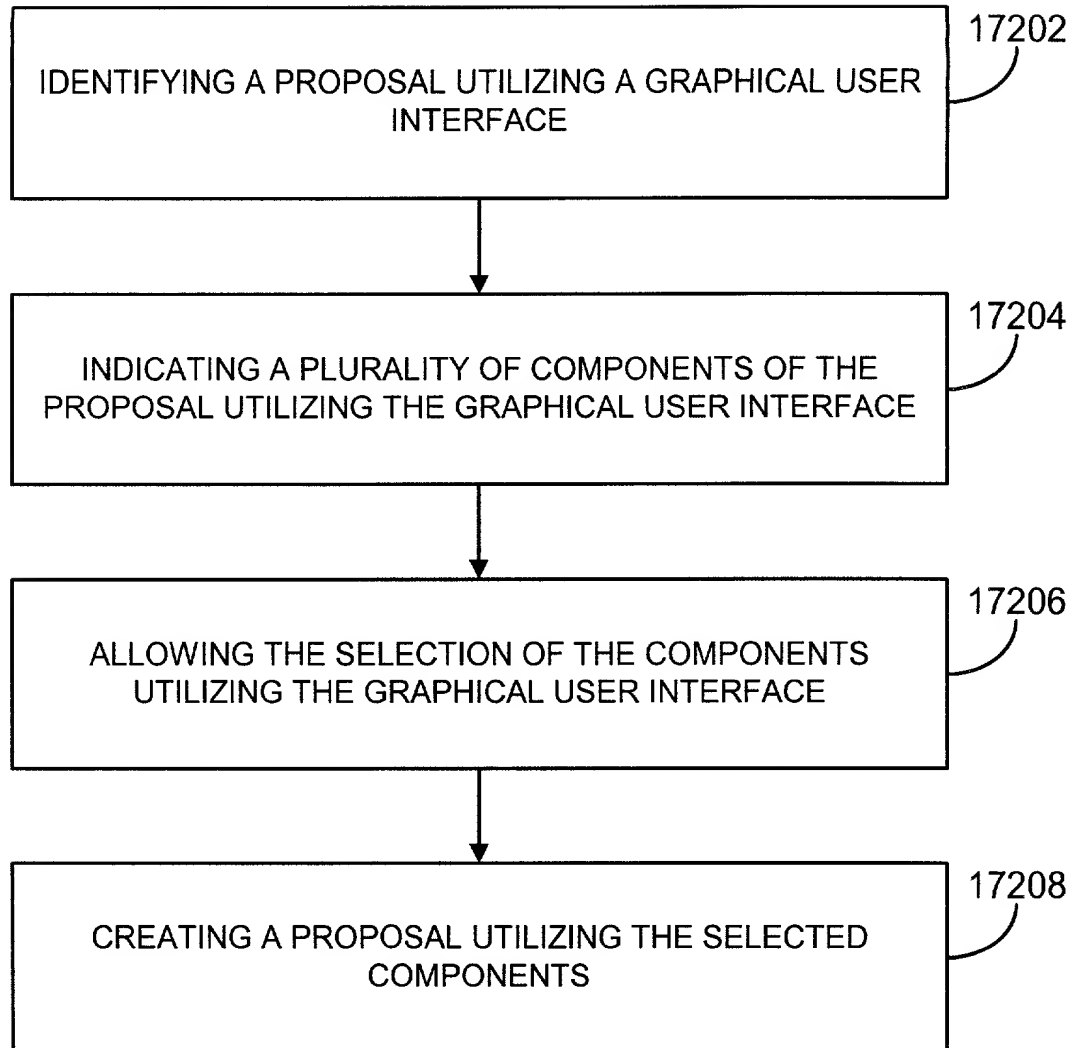 17202
IDENTIFYING A PROPOSAL UTILIZING A GRAPHICAL USER
INTERFACE
17204
INDICATING A PLURALITY OF COMPONENTS OF THE
PROPOSAL UTILIZING THE GRAPHICAL USER INTERFACE
17206
ALLOWING THE SELECTION OF THE COMPONENTS
UTILIZING THE GRAPHICAL USER INTERFACE
17208
CREATING A PROPOSAL UTILIZING THE SELECTED
COMPONENTS